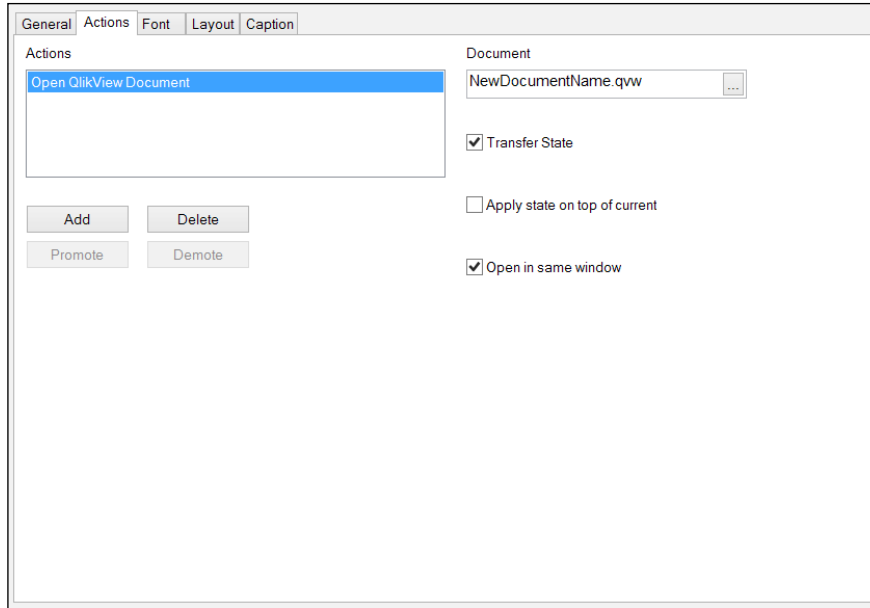 General Actions Font Layout Caption
Actions
Open QlikView Document
Add Delete
Promote Demote
Document
NewDocumentName.qvw ...
Transfer State
Apply state on top of current
Open in same window